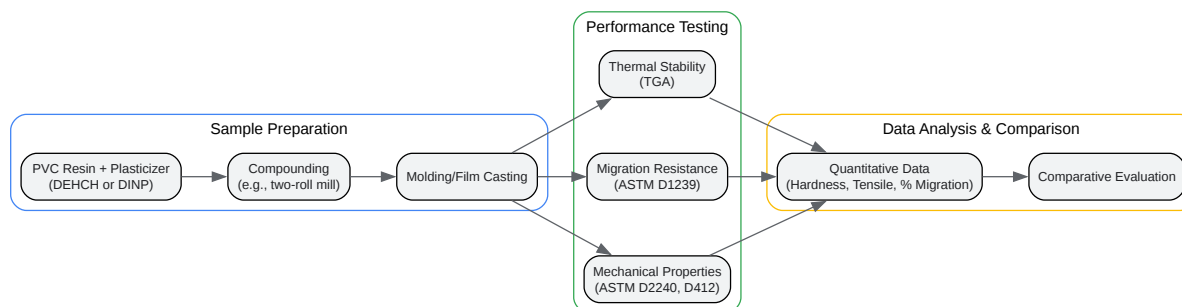 Sample Preparation
PVC Resin + Plasticizer
(DEHCH or DINP)
Compounding
(e.g., two-roll mill)
Molding/Film Casting
Performance Testing
Thermal Stability
(TGA)
Migration Resistance
(ASTM D1239)
Mechanical Properties
(ASTM D2240, D412)
Data Analysis & Comparison
Quantitative Data
(Hardness, Tensile, % Migration)
Comparative Evaluation